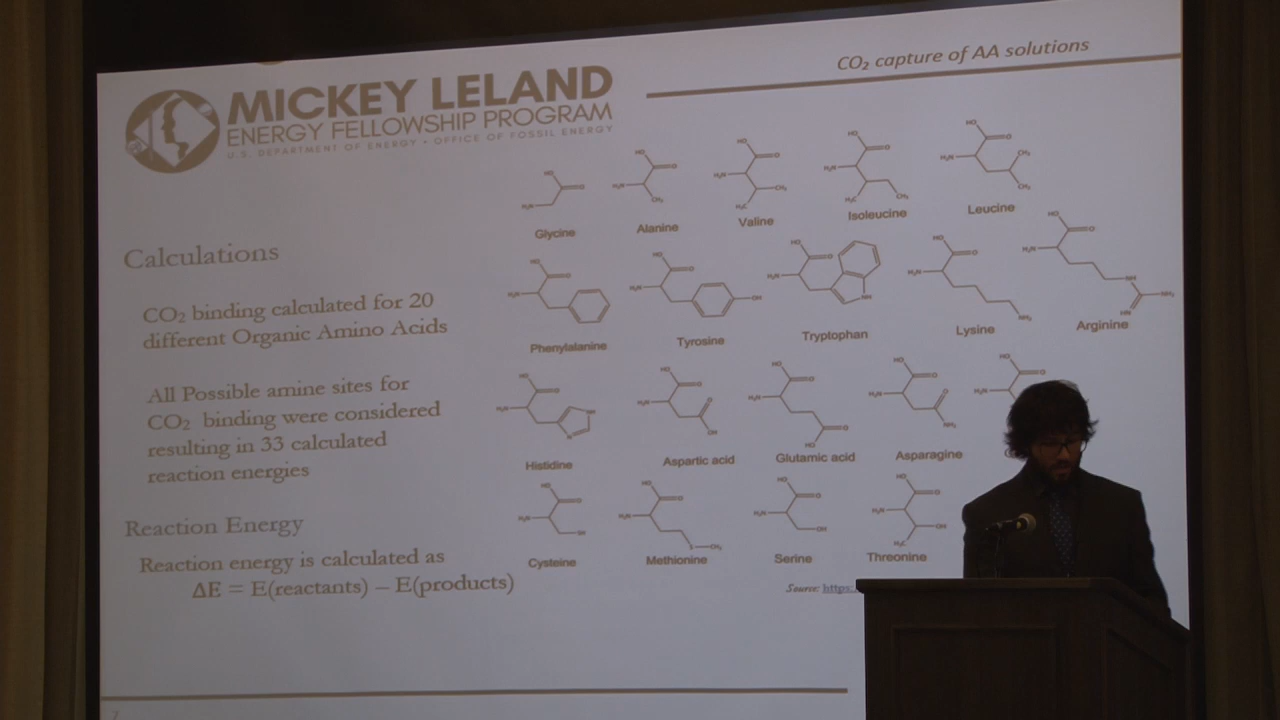 CO₂ capture of AA solutions
MICKEY LELAND
ENERGY FELLOWSHIP PROGRAM
U.S. DEPARTMENT OF ENERGY • OFFICE OF FOSSIL ENERGY
Calculations
CO₂ binding calculated for 20
different Organic Amino Acids
All Possible amine sites for
CO₂ binding were considered
resulting in 33 calculated
reaction energies
Reaction Energy
Reaction energy is calculated as
ΔE = E(reactants) – E(products)
Glycine
Alanine
Valine
Isoleucine
Leucine
Phenylalanine
Tyrosine
Tryptophan
Lysine
Arginine
Histidine
Aspartic acid
Glutamic acid
Asparagine
Cysteine
Methionine
Serine
Threonine
Source: https:
7